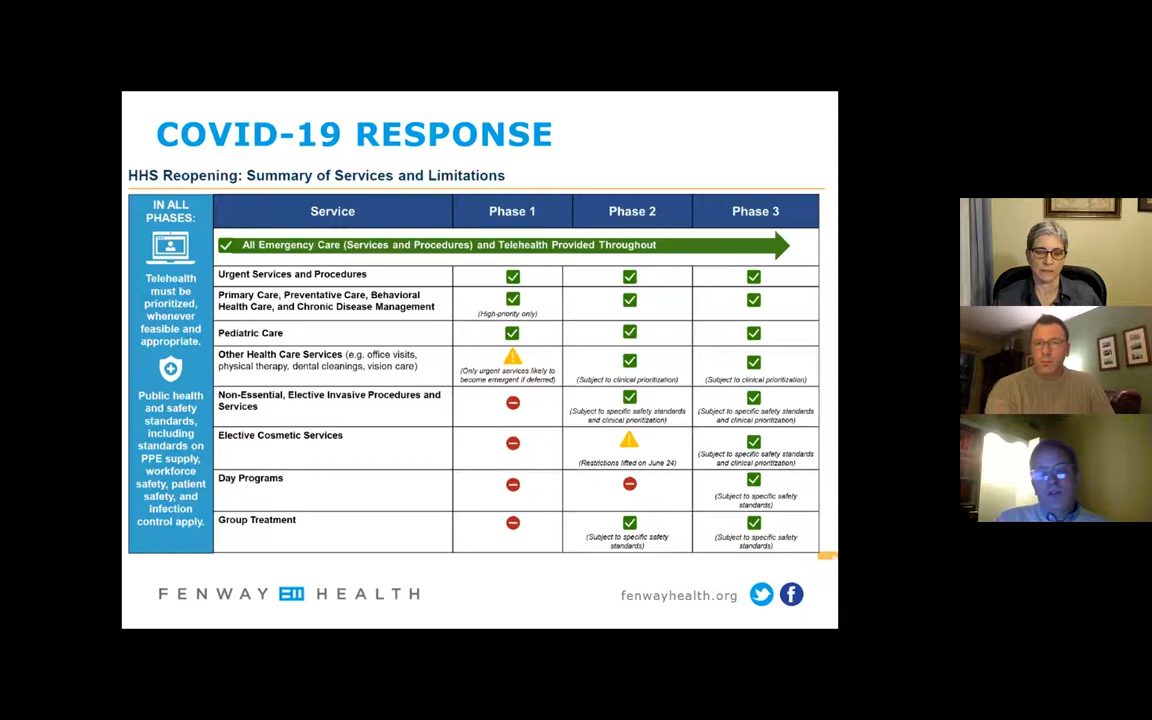 COVID-19 RESPONSE
HHS Reopening: Summary of Services and Limitations
IN ALL
PHASES:
Telehealth
must be
prioritized,
whenever
feasible and
appropriate.
Public health
and safety
standards,
including
standards on
PPE supply,
workforce
safety, patient
safety, and
infection
control apply.
Service Phase 1 Phase 2 Phase 3
All Emergency Care (Services and Procedures) and Telehealth Provided Throughout
Urgent Services and Procedures
Primary Care, Preventative Care, Behavioral
Health Care, and Chronic Disease Management
(High-priority only)
Pediatric Care
Other Health Care Services (e.g. office visits,
physical therapy, dental cleanings, vision care)
(Only urgent services likely to
become emergent if deferred)
(Subject to clinical prioritization)
(Subject to clinical prioritization)
Non-Essential, Elective Invasive Procedures and
Services
(Subject to specific safety standards
and clinical prioritization)
(Subject to specific safety standards
and clinical prioritization)
Elective Cosmetic Services
(Restrictions lifted on June 24)
(Subject to specific safety standards
and clinical prioritization)
Day Programs
(Subject to specific safety
standards)
Group Treatment
(Subject to specific safety
standards)
(Subject to specific safety
standards)
FENWAY HEALTH
fenwayhealth.org